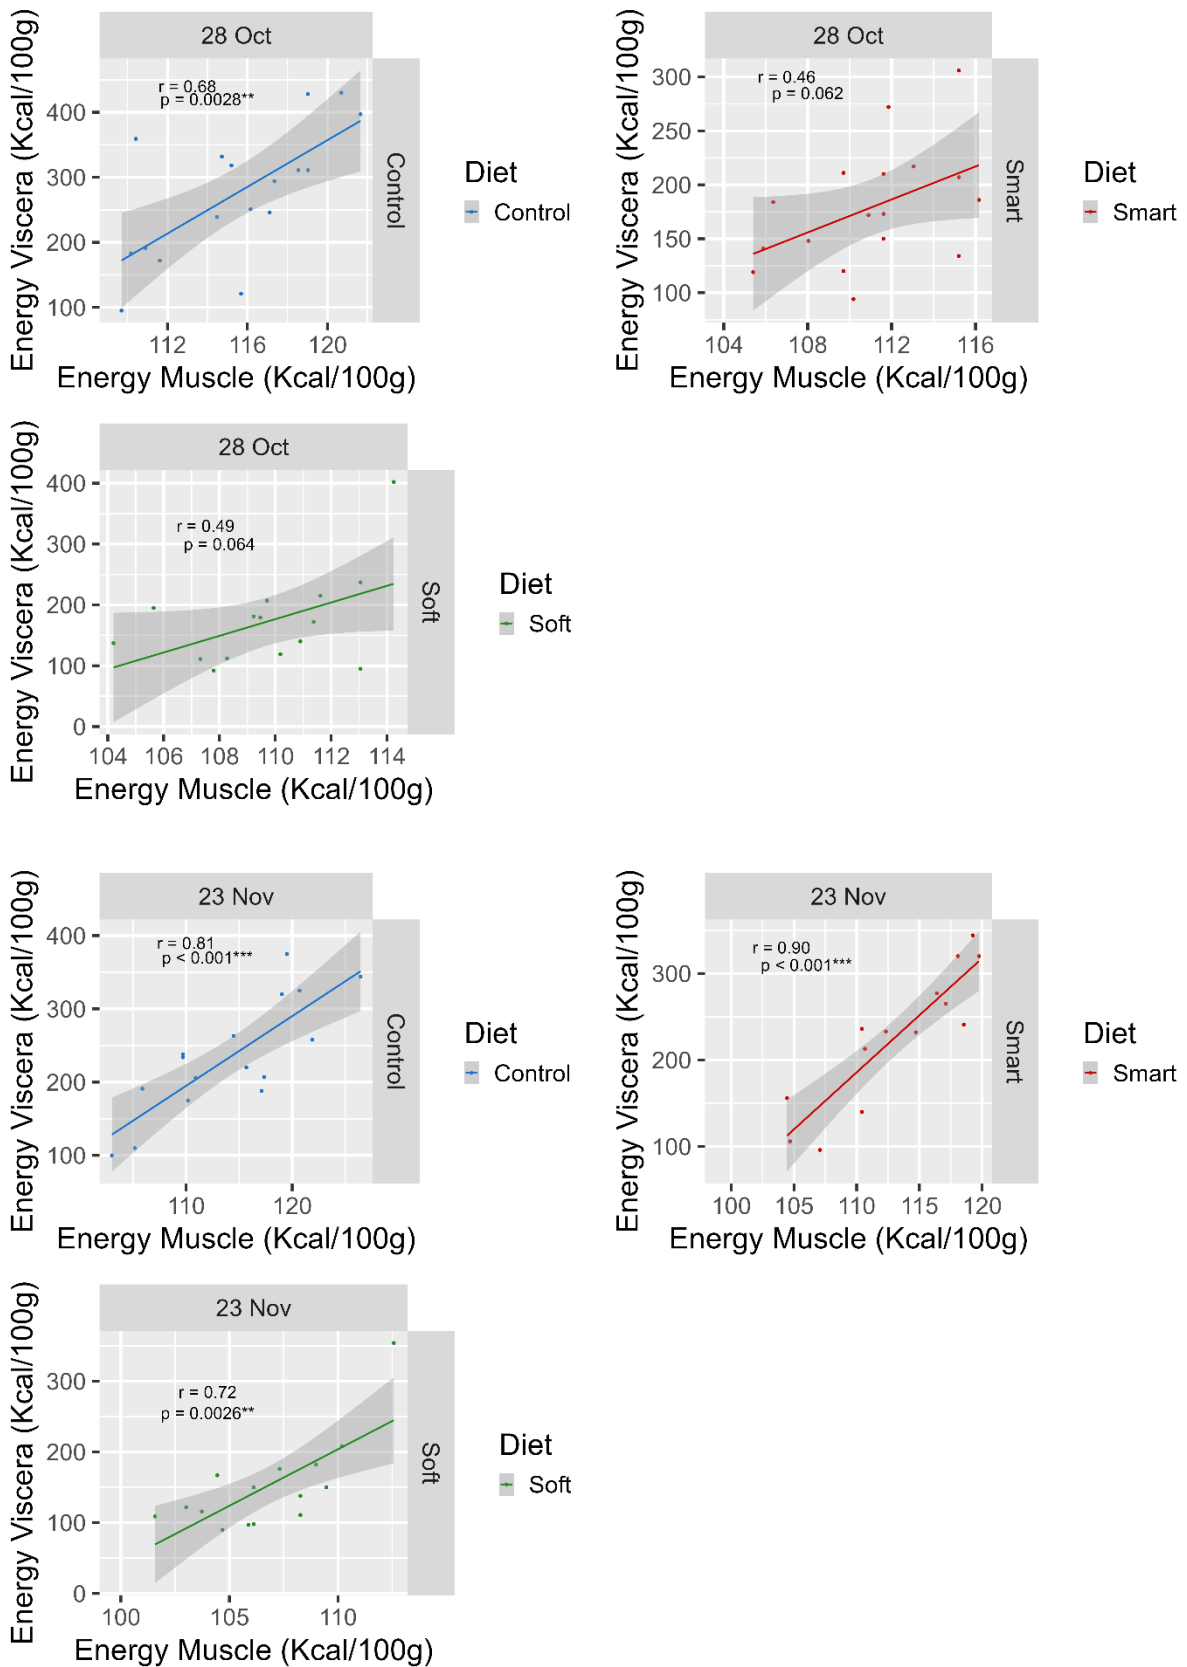 28 Oct
r = 0.68
p = 0.0028**
400
300
200
100
112 116 120
Energy Muscle (Kcal/100g)
Energy Viscera (Kcal/100g)
Control
Diet
Control
28 Oct
r = 0.46
p = 0.062
300
250
200
150
100
104 108 112 116
Energy Muscle (Kcal/100g)
Energy Viscera (Kcal/100g)
Smart
Diet
Smart
28 Oct
r = 0.49
p = 0.064
400
300
200
100
0
104 106 108 110 112 114
Energy Muscle (Kcal/100g)
Energy Viscera (Kcal/100g)
Soft
Diet
Soft
23 Nov
r = 0.81
p < 0.001***
400
300
200
100
110 120
Energy Muscle (Kcal/100g)
Energy Viscera (Kcal/100g)
Control
Diet
Control
23 Nov
r = 0.90
p < 0.001***
300
200
100
100 105 110 115 120
Energy Muscle (Kcal/100g)
Energy Viscera (Kcal/100g)
Smart
Diet
Smart
23 Nov
r = 0.72
p = 0.0026**
300
200
100
0
100 105 110
Energy Muscle (Kcal/100g)
Energy Viscera (Kcal/100g)
Soft
Diet
Soft